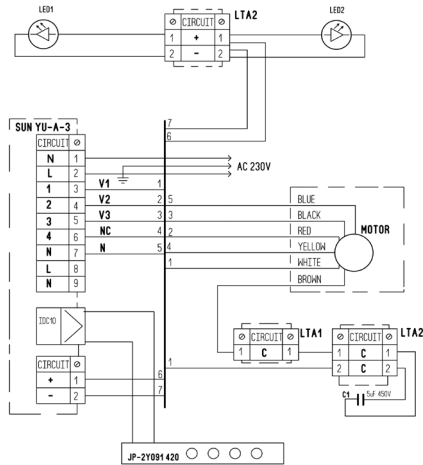 LED1
LTA2
LED2
CIRCUIT
1 + 1
2 - 2
7
6
SUN YU-A-3
CIRCUIT
N 1
L 2
1 3 V1 1
2 4 V2 2 5 BLUE
3 5 V3 3 3 BLACK
4 6 NC 4 2 RED
N 7 N 5 4 YELLOW
L 8 1 WHITE
N 9 BROWN
AC 230V
MOTOR
IDC10
LTA1
LTA2
CIRCUIT
CIRCUIT
1 C 1
1 C 1
2 C 2
1
CIRCUIT
+ 1 6
- 2 7
C1 5uF 450V
JP-2Y091420